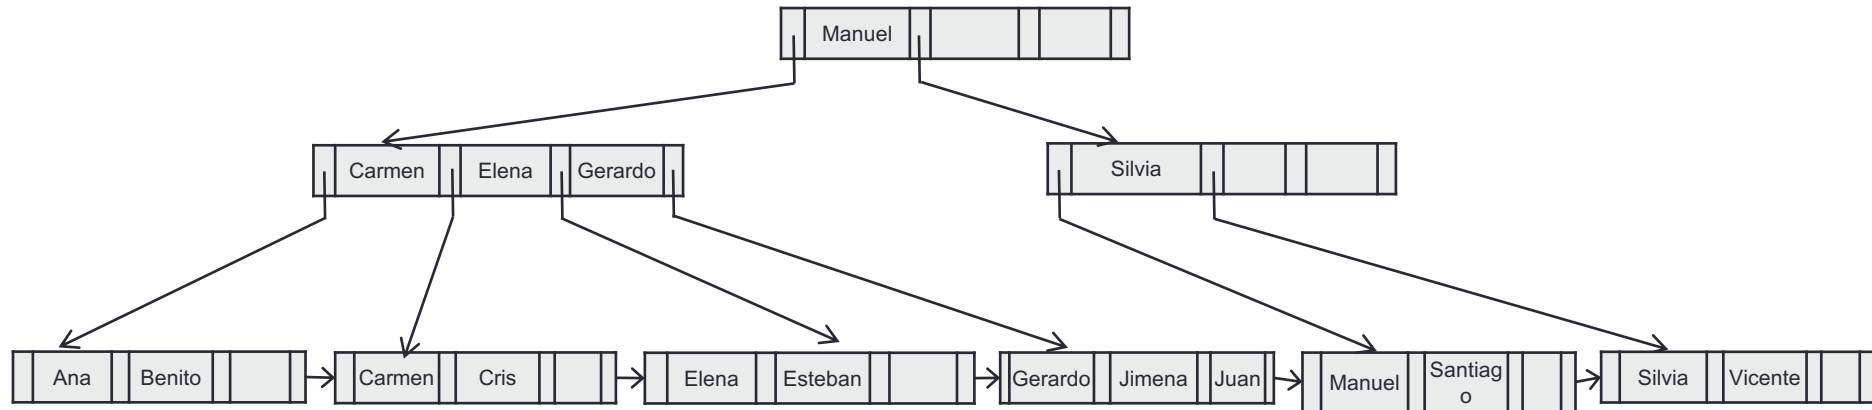 Manuel
Carmen Elena Gerardo
Silvia
Ana Benito
Carmen Cris
Elena Esteban
Gerardo Jimena Juan
Manuel Santiag
o
Silvia Vicente